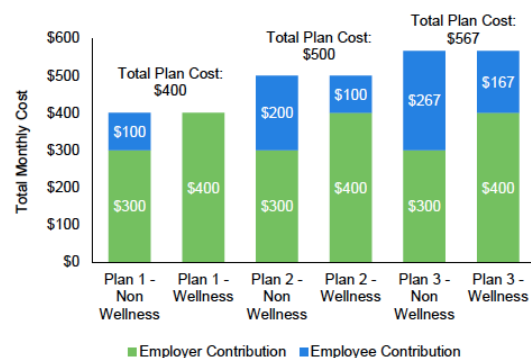 Total Plan Cost:
$400
Total Plan Cost:
$500
Total Plan Cost:
$567
Total Monthly Cost
$600
$500
$400
$300
$200
$100
$0
$100
$300
$400
$200
$300
$100
$400
$267
$300
$167
$400
Plan 1 -
Non
Wellness
Plan 1 -
Wellness
Plan 2 -
Non
Wellness
Plan 2 -
Wellness
Plan 3 -
Non
Wellness
Plan 3 -
Wellness
Employer Contribution
Employee Contribution